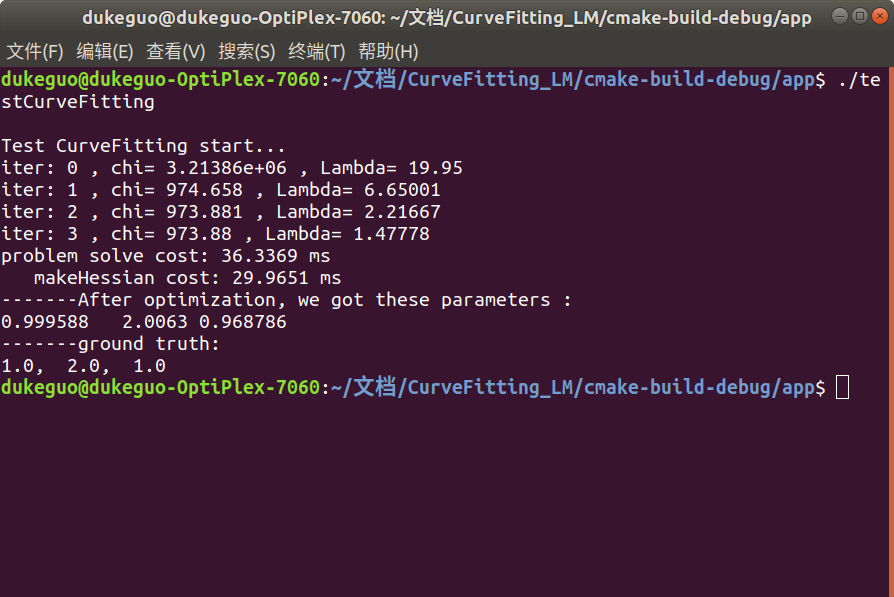 dukeguo@dukeguo-OptiPlex-7060: ~/文档/CurveFitting_LM/cmake-build-debug/app
文件(F) 编辑(E) 查看(V) 搜索(S) 终端(T) 帮助(H)
dukeguo@dukeguo-OptiPlex-7060:~/文档/CurveFitting_LM/cmake-build-debug/app$ ./te
stCurveFitting
Test CurveFitting start...
iter: 0 , chi= 3.21386e+06 , Lambda= 19.95
iter: 1 , chi= 974.658 , Lambda= 6.65001
iter: 2 , chi= 973.881 , Lambda= 2.21667
iter: 3 , chi= 973.88 , Lambda= 1.47778
problem solve cost: 36.3369 ms
   makeHessian cost: 29.9651 ms
-------After optimization, we got these parameters :
0.999588   2.0063 0.968786
-------ground truth:
1.0,  2.0,  1.0
dukeguo@dukeguo-OptiPlex-7060:~/文档/CurveFitting_LM/cmake-build-debug/app$